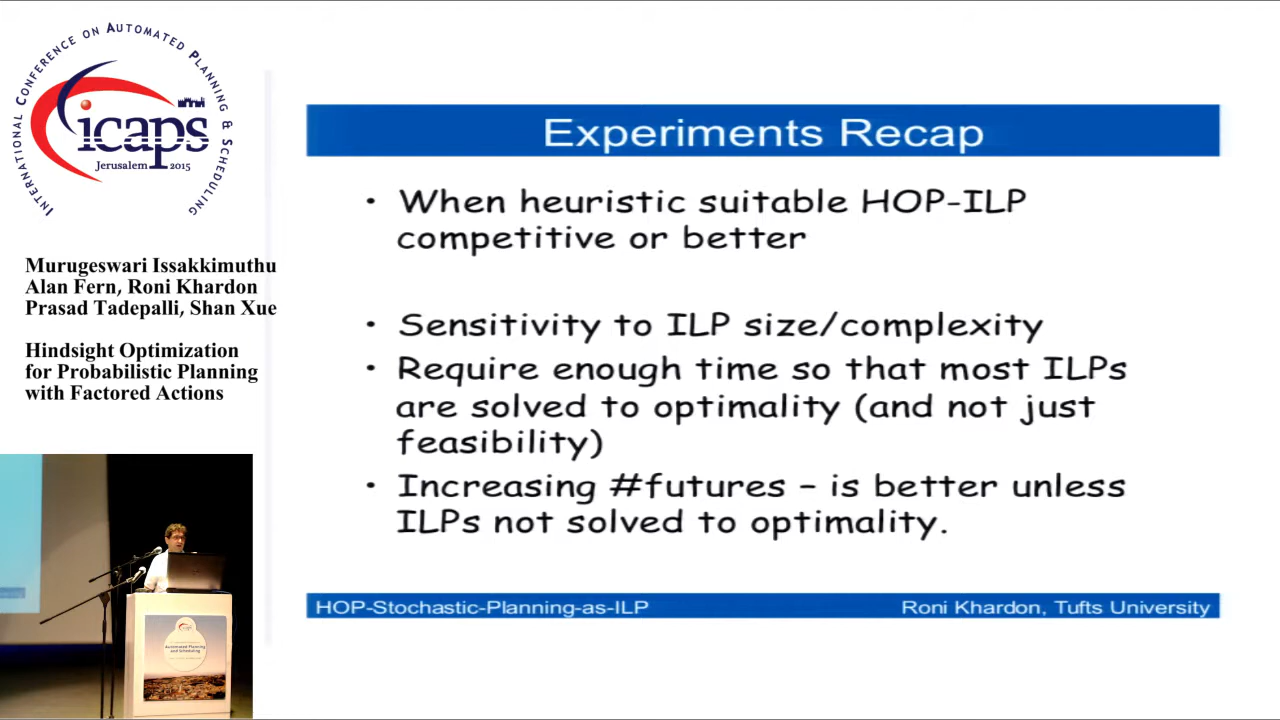 INTERNATIONAL CONFERENCE ON AUTOMATED PLANNING & SCHEDULING
icaps
Jerusalem 2015
Murugeswari Issakkimuthu
Alan Fern, Roni Khardon
Prasad Tadepalli, Shan Xue
Hindsight Optimization
for Probabilistic Planning
with Factored Actions
Experiments Recap
• When heuristic suitable HOP-ILP
competitive or better
• Sensitivity to ILP size/complexity
• Require enough time so that most ILPs
are solved to optimality (and not just
feasibility)
• Increasing #futures – is better unless
ILPs not solved to optimality.
HOP-Stochastic-Planning-as-ILP
Roni Khardon, Tufts University
Automated Planning
and Scheduling